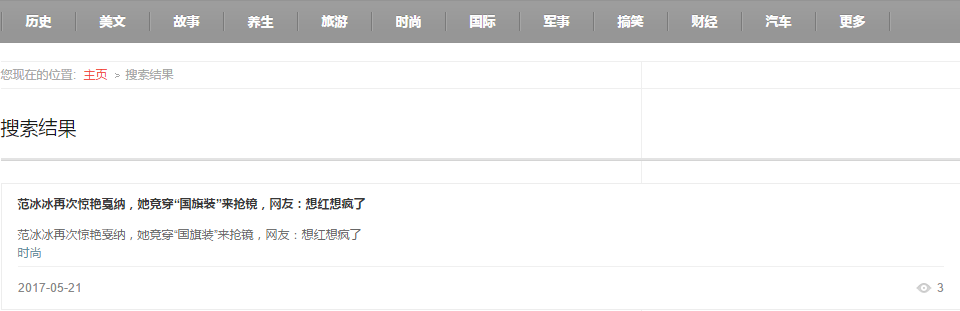 历史 美文 故事 养生 旅游 时尚 国际 军事 搞笑 财经 汽车 更多
您现在的位置: 主页 » 搜索结果
搜索结果
范冰冰再次惊艳戛纳，她竟穿“国旗装”来抢镜，网友：想红想疯了
范冰冰再次惊艳戛纳，她竟穿“国旗装”来抢镜，网友：想红想疯了
时尚
2017-05-21 3